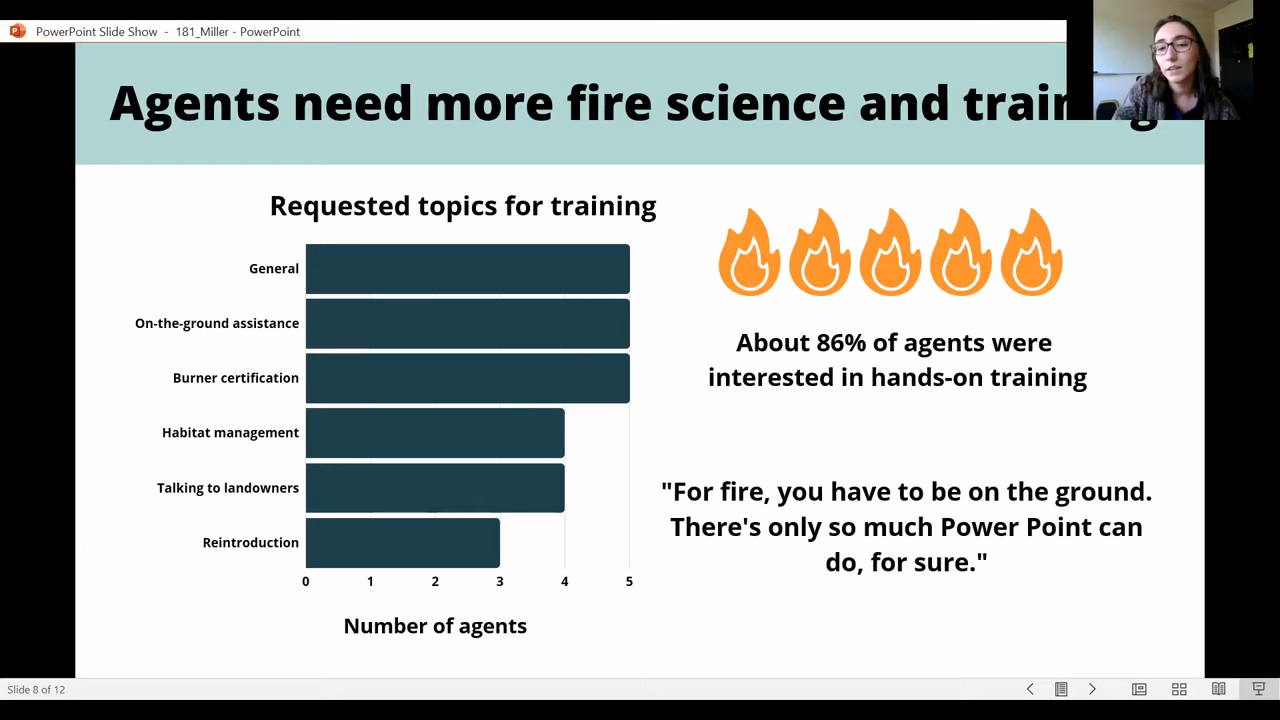 PowerPoint Slide Show - 181_Miller - PowerPoint
Agents need more fire science and
Requested topics for training
General
On-the-ground assistance
Burner certification
Habitat management
Talking to landowners
Reintroduction
0 1 2 3 4 5
Number of agents
About 86% of agents were
interested in hands-on training
"For fire, you have to be on the ground.
There's only so much Power Point can
do, for sure."
Slide 8 of 12